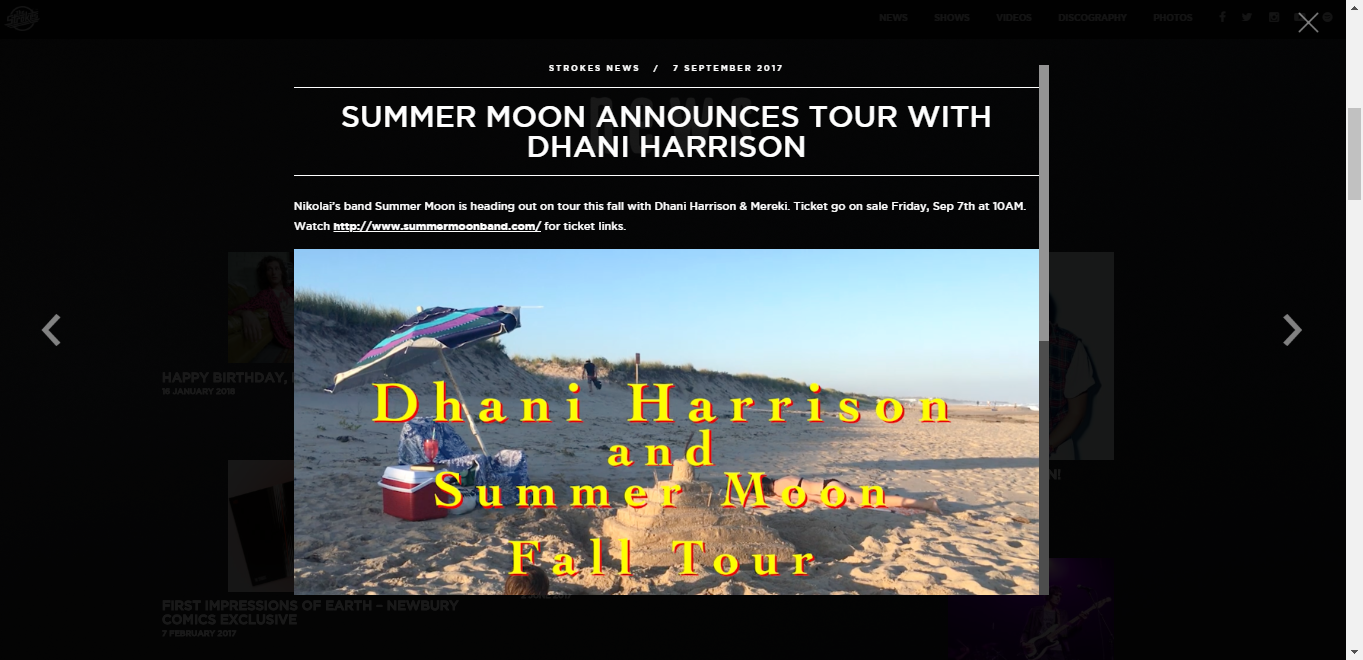 NEWS SHOWS VIDEOS DISCOGRAPHY PHOTOS
STROKES NEWS / 7 SEPTEMBER 2017
SUMMER MOON ANNOUNCES TOUR WITH
DHANI HARRISON
Nikolai's band Summer Moon is heading out on tour this fall with Dhani Harrison & Mereki. Ticket go on sale Friday, Sep 7th at 10AM.
Watch http://www.summermoonband.com/ for ticket links.
Dhani Harrison
and
Summer Moon
Fall Tour
HAPPY BIRTHDAY,
16 JANUARY 2018
FIRST IMPRESSIONS OF EARTH – NEWBURY
COMICS EXCLUSIVE
7 FEBRUARY 2017